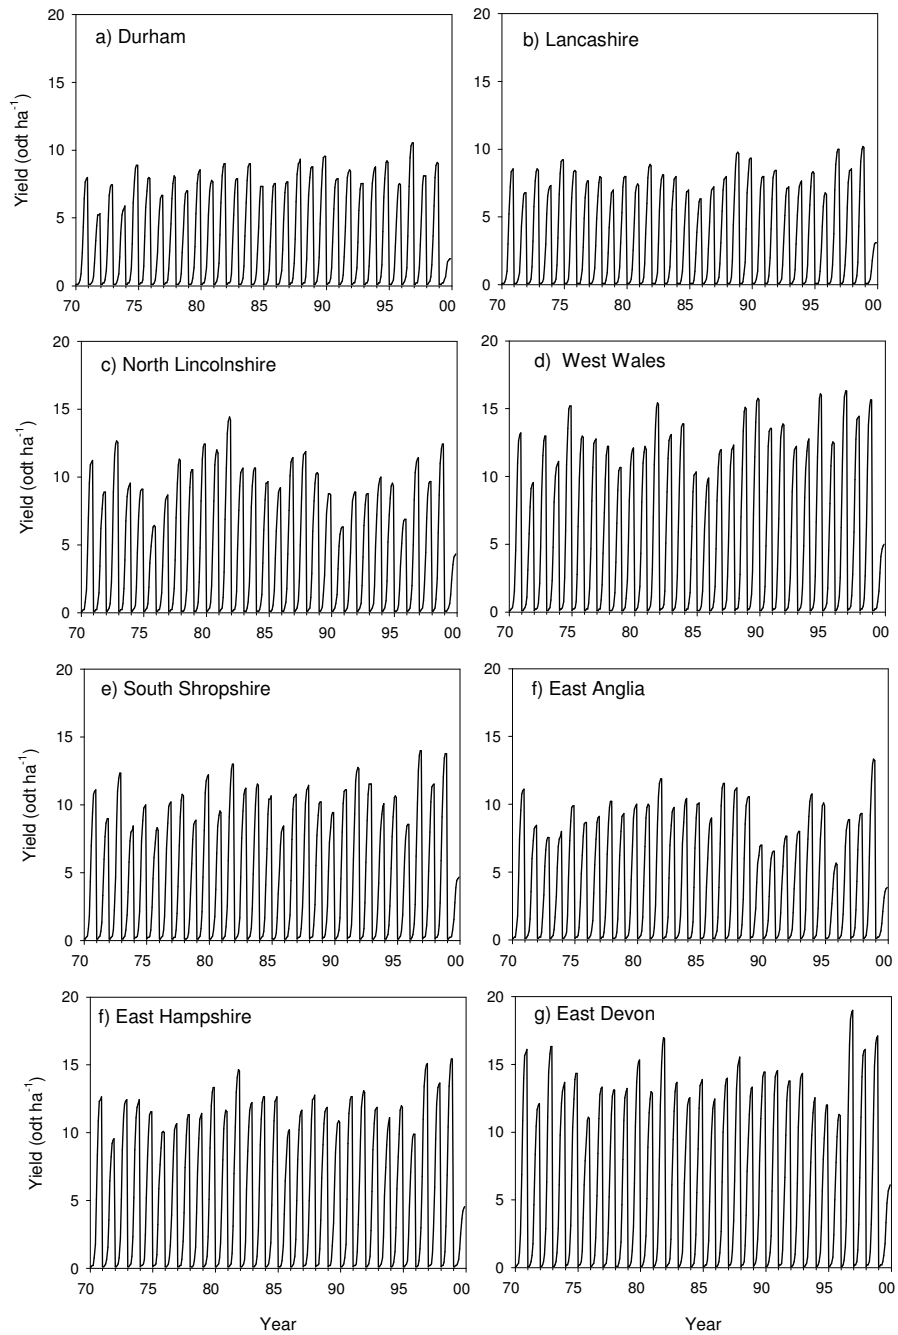 a) Durham
20
15
10
5
0
Yield (odt ha-1)
70 75 80 85 90 95 00
b) Lancashire
20
15
10
5
0
70 75 80 85 90 95 00
c) North Lincolnshire
20
15
10
5
0
Yield (odt ha-1)
70 75 80 85 90 95 00
d) West Wales
20
15
10
5
0
70 75 80 85 90 95 00
e) South Shropshire
20
15
10
5
0
Yield (odt ha-1)
70 75 80 85 90 95 00
f) East Anglia
20
15
10
5
0
70 75 80 85 90 95 00
f) East Hampshire
20
15
10
5
0
Yield (odt ha-1)
70 75 80 85 90 95 00
Year
g) East Devon
20
15
10
5
0
70 75 80 85 90 95 00
Year